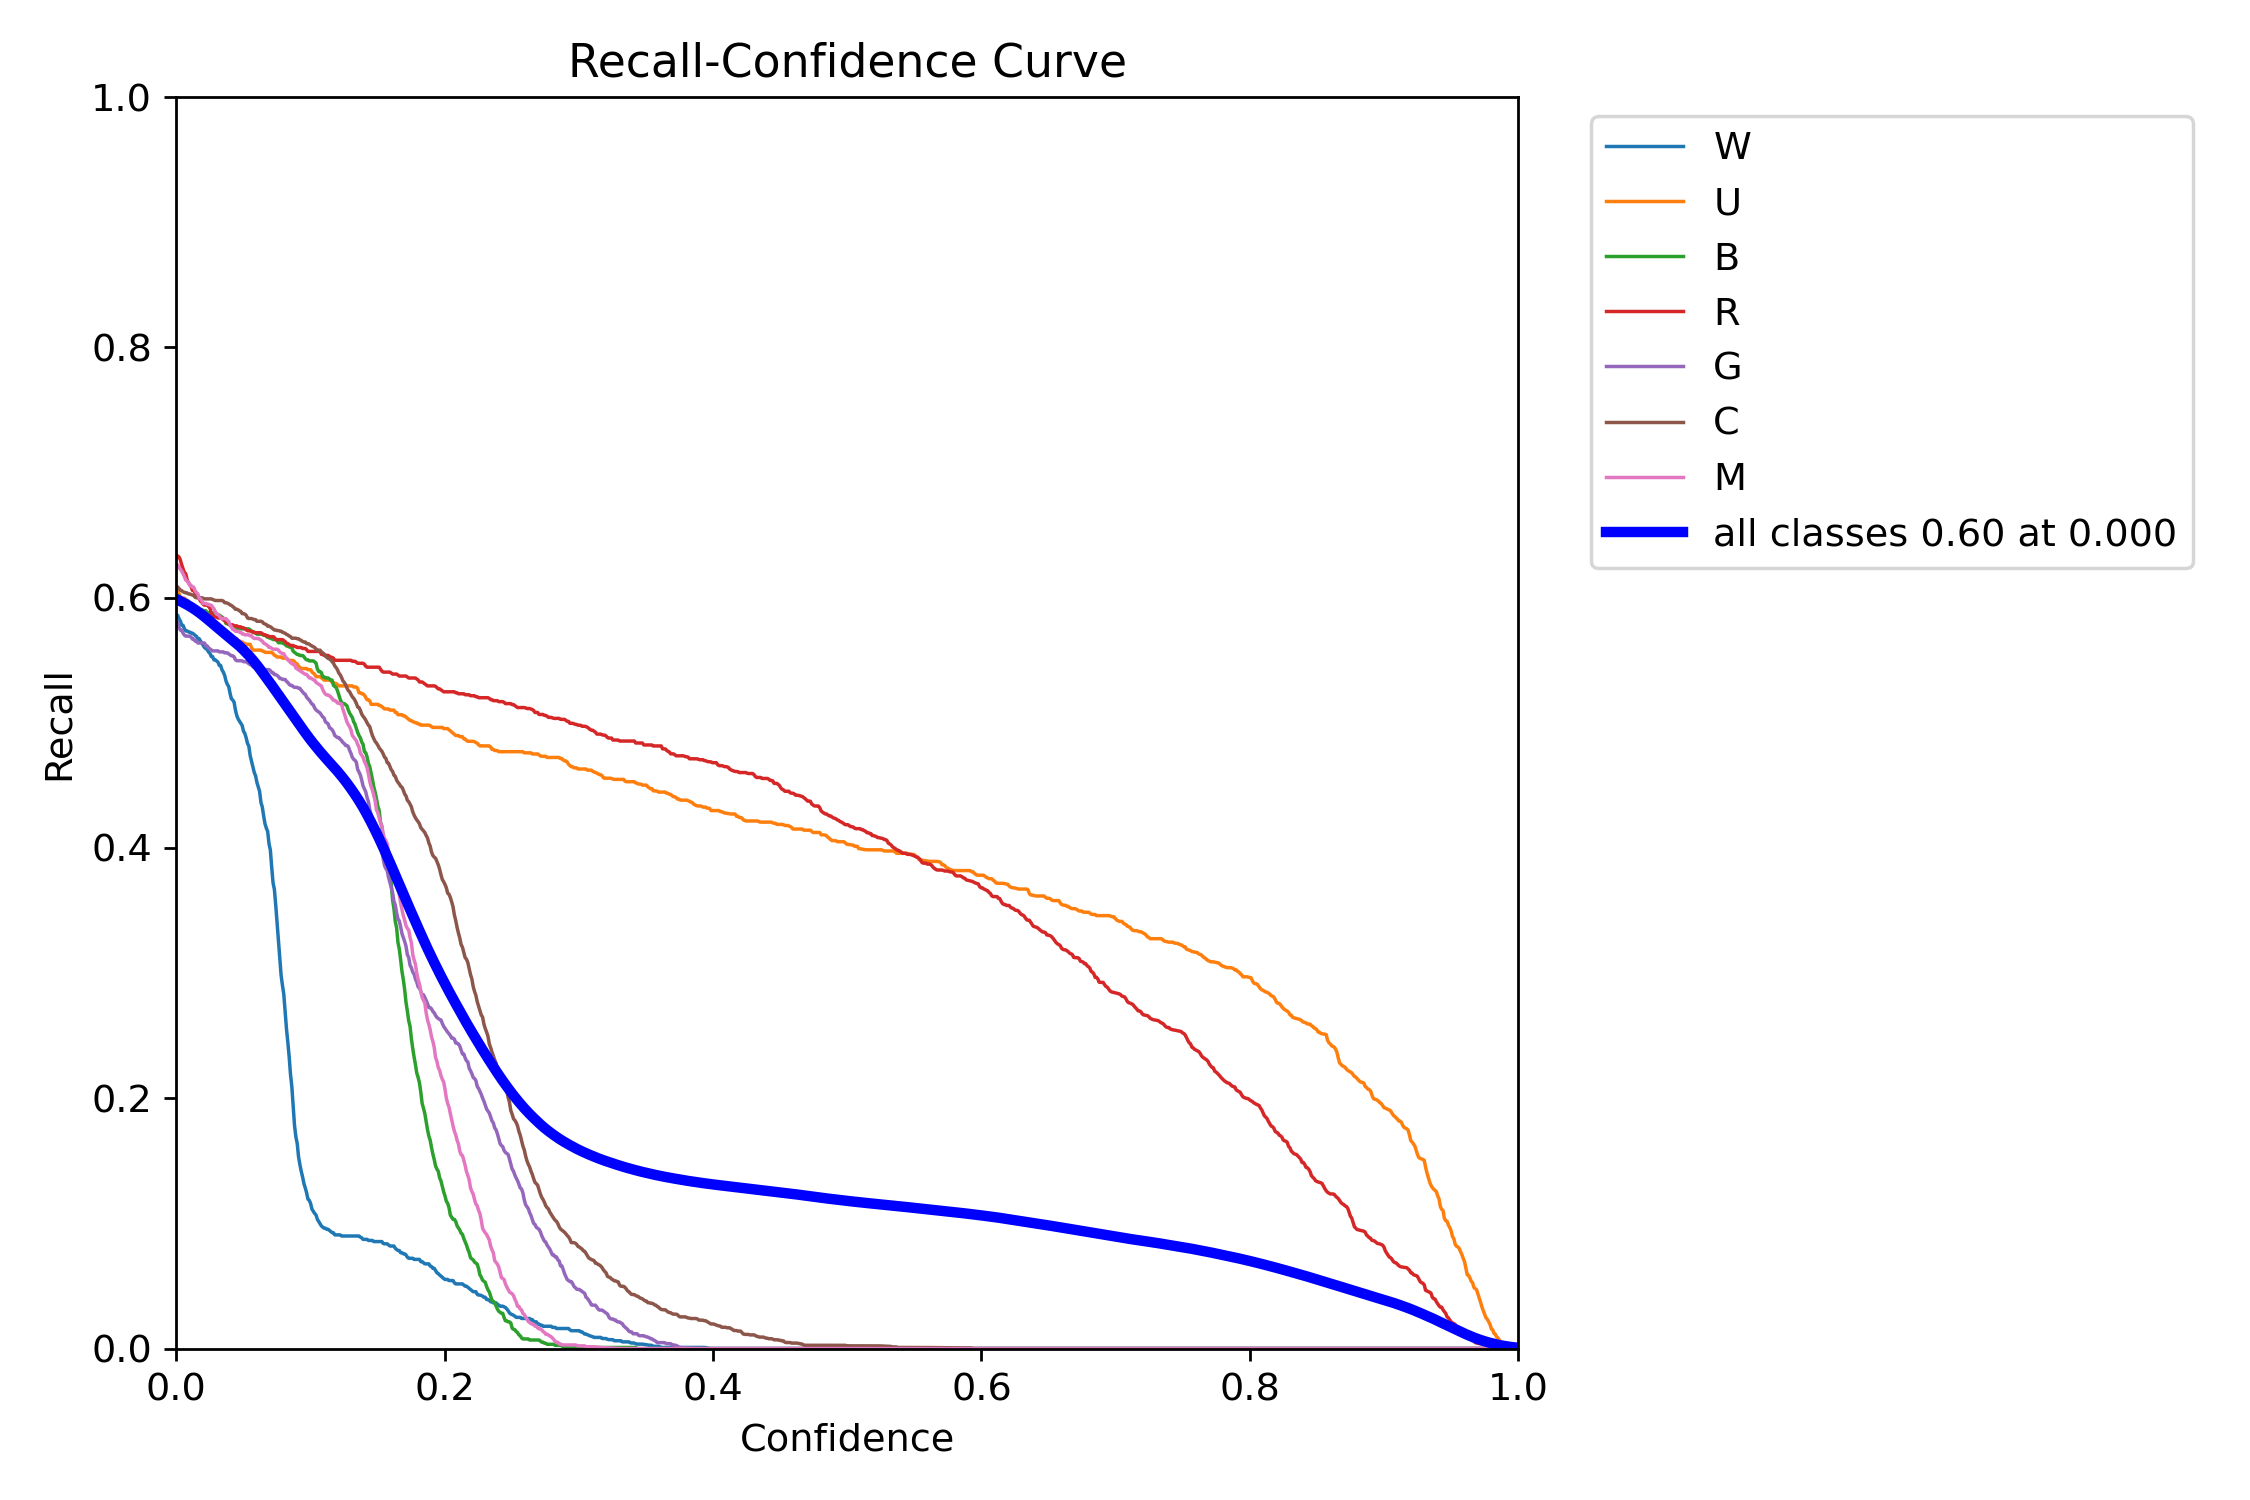 Recall-Confidence Curve
1.0
0.8
0.6
0.4
0.2
0.0
Recall
0.0 0.2 0.4 0.6 0.8 1.0
Confidence
W
U
B
R
G
C
M
all classes 0.60 at 0.000